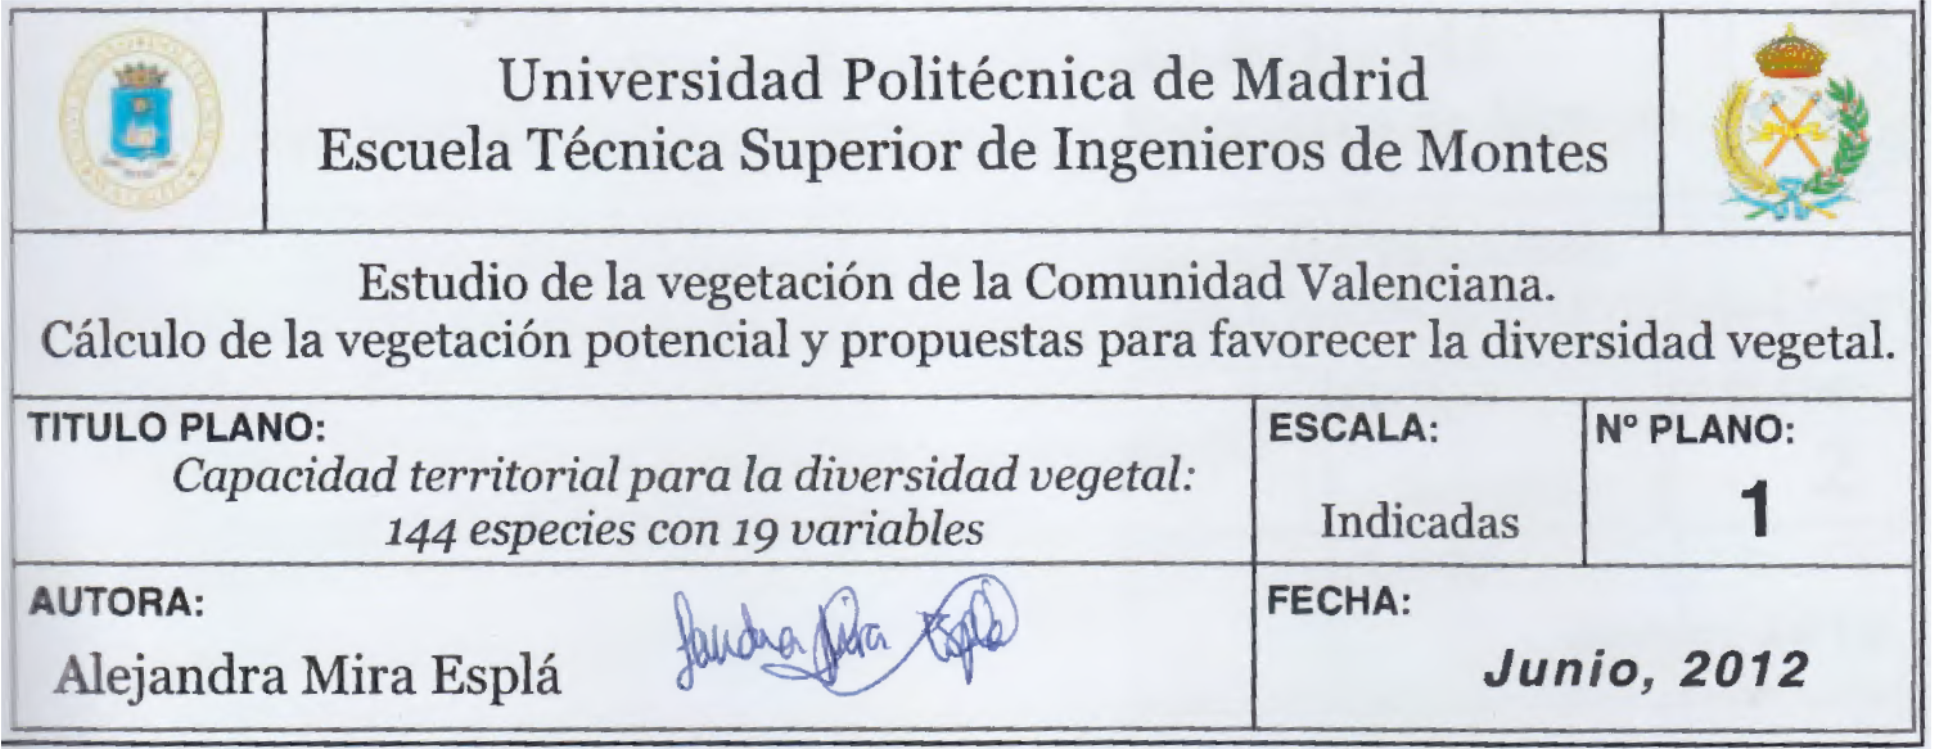 Universidad Politécnica de Madrid
Escuela Técnica Superior de Ingenieros de Montes
Estudio de la vegetación de la Comunidad Valenciana.
Cálculo de la vegetación potencial y propuestas para favorecer la diversidad vegetal.
TITULO PLANO:
Capacidad territorial para la diversidad vegetal:
144 especies con 19 variables
ESCALA:
Indicadas
Nº PLANO:
1
AUTORA:
Alejandra Mira Esplá
Mira Esplá
FECHA:
Junio, 2012